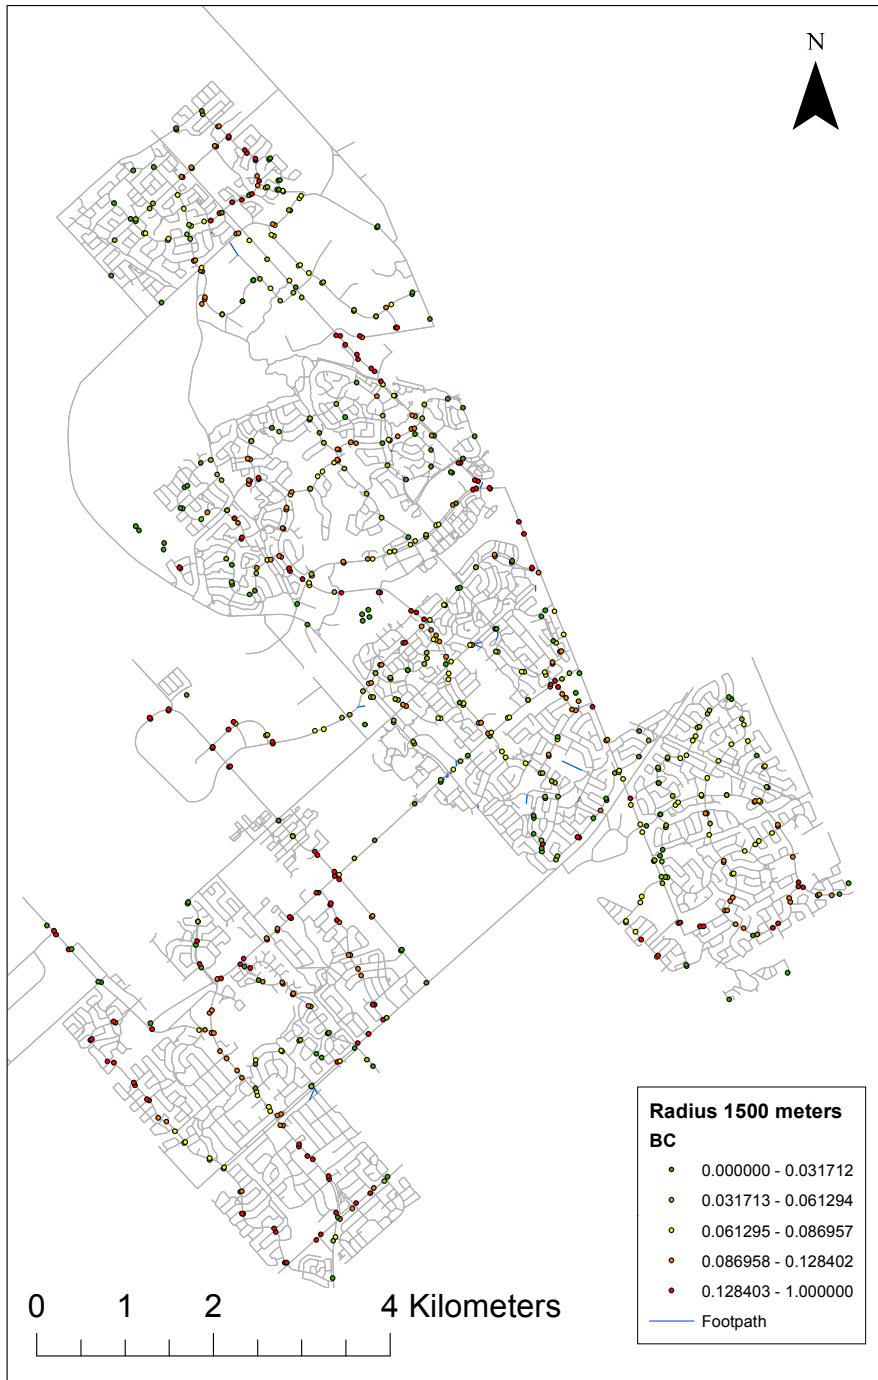 N
Radius 1500 meters
BC
0.000000 - 0.031712
0.031713 - 0.061294
0.061295 - 0.086957
0.086958 - 0.128402
0.128403 - 1.000000
Footpath
0 1 2 4 Kilometers